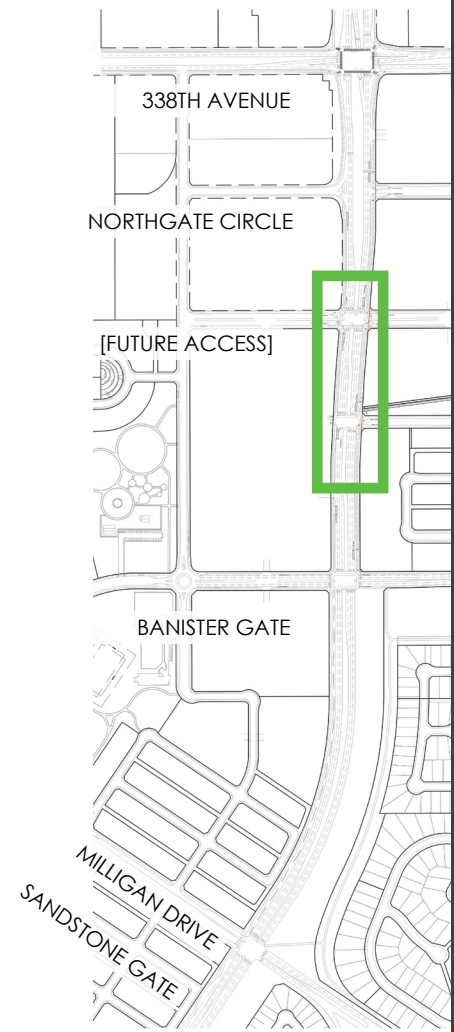 338TH AVENUE
NORTHGATE CIRCLE
[FUTURE ACCESS]
BANISTER GATE
MILLIGAN DRIVE
SANDSTONE GATE